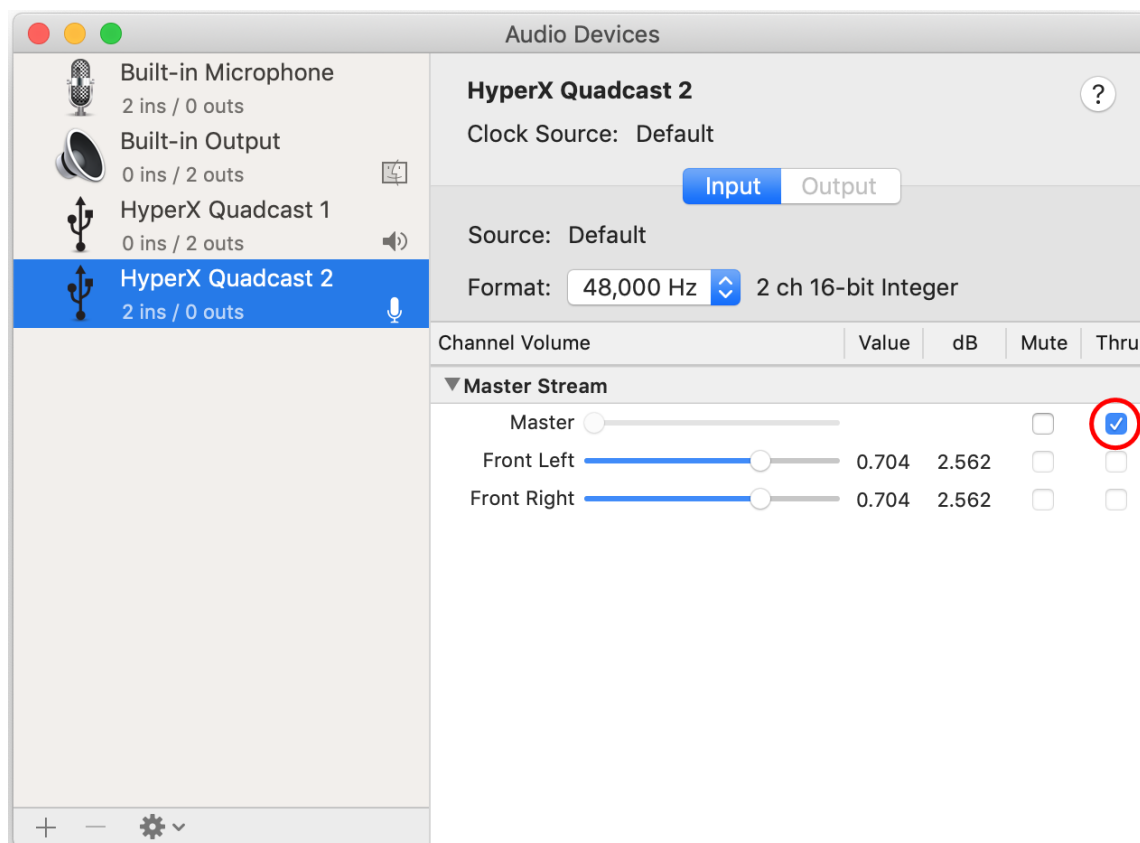 Audio Devices
Built-in Microphone
2 ins / 0 outs
Built-in Output
0 ins / 2 outs
HyperX Quadcast 1
0 ins / 2 outs
HyperX Quadcast 2
2 ins / 0 outs
HyperX Quadcast 2
?
Clock Source: Default
Input Output
Source: Default
Format: 48,000 Hz 2 ch 16-bit Integer
Channel Volume Value dB Mute Thru
Master Stream
Master
Front Left 0.704 2.562
Front Right 0.704 2.562